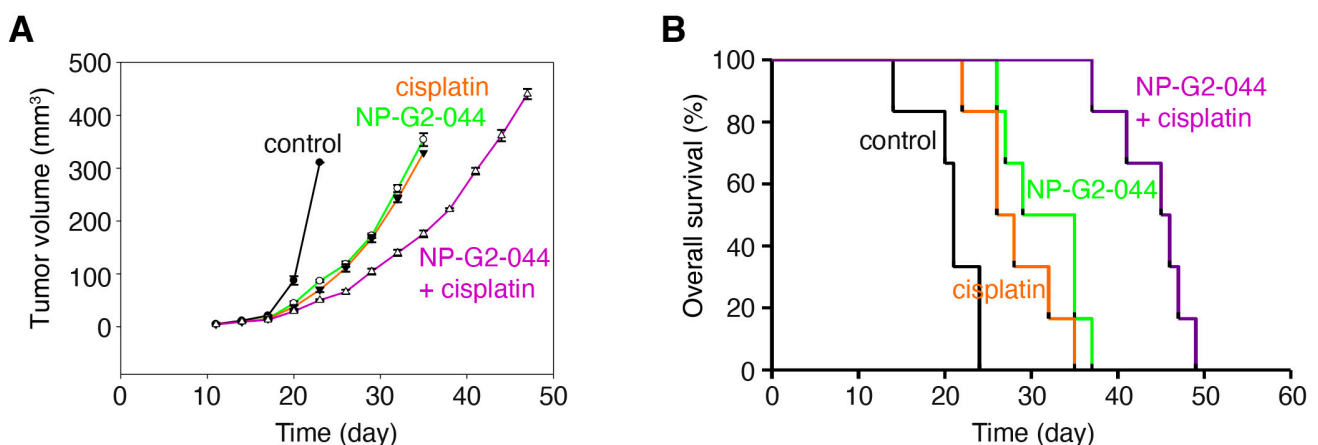 A
Tumor volume (mm³)
500
400
300
200
100
0
0 10 20 30 40 50
Time (day)
control
cisplatin
NP-G2-044
NP-G2-044
+ cisplatin
B
Overall survival (%)
100
80
60
40
20
0
0 10 20 30 40 50 60
Time (day)
control
cisplatin
NP-G2-044
NP-G2-044
+ cisplatin